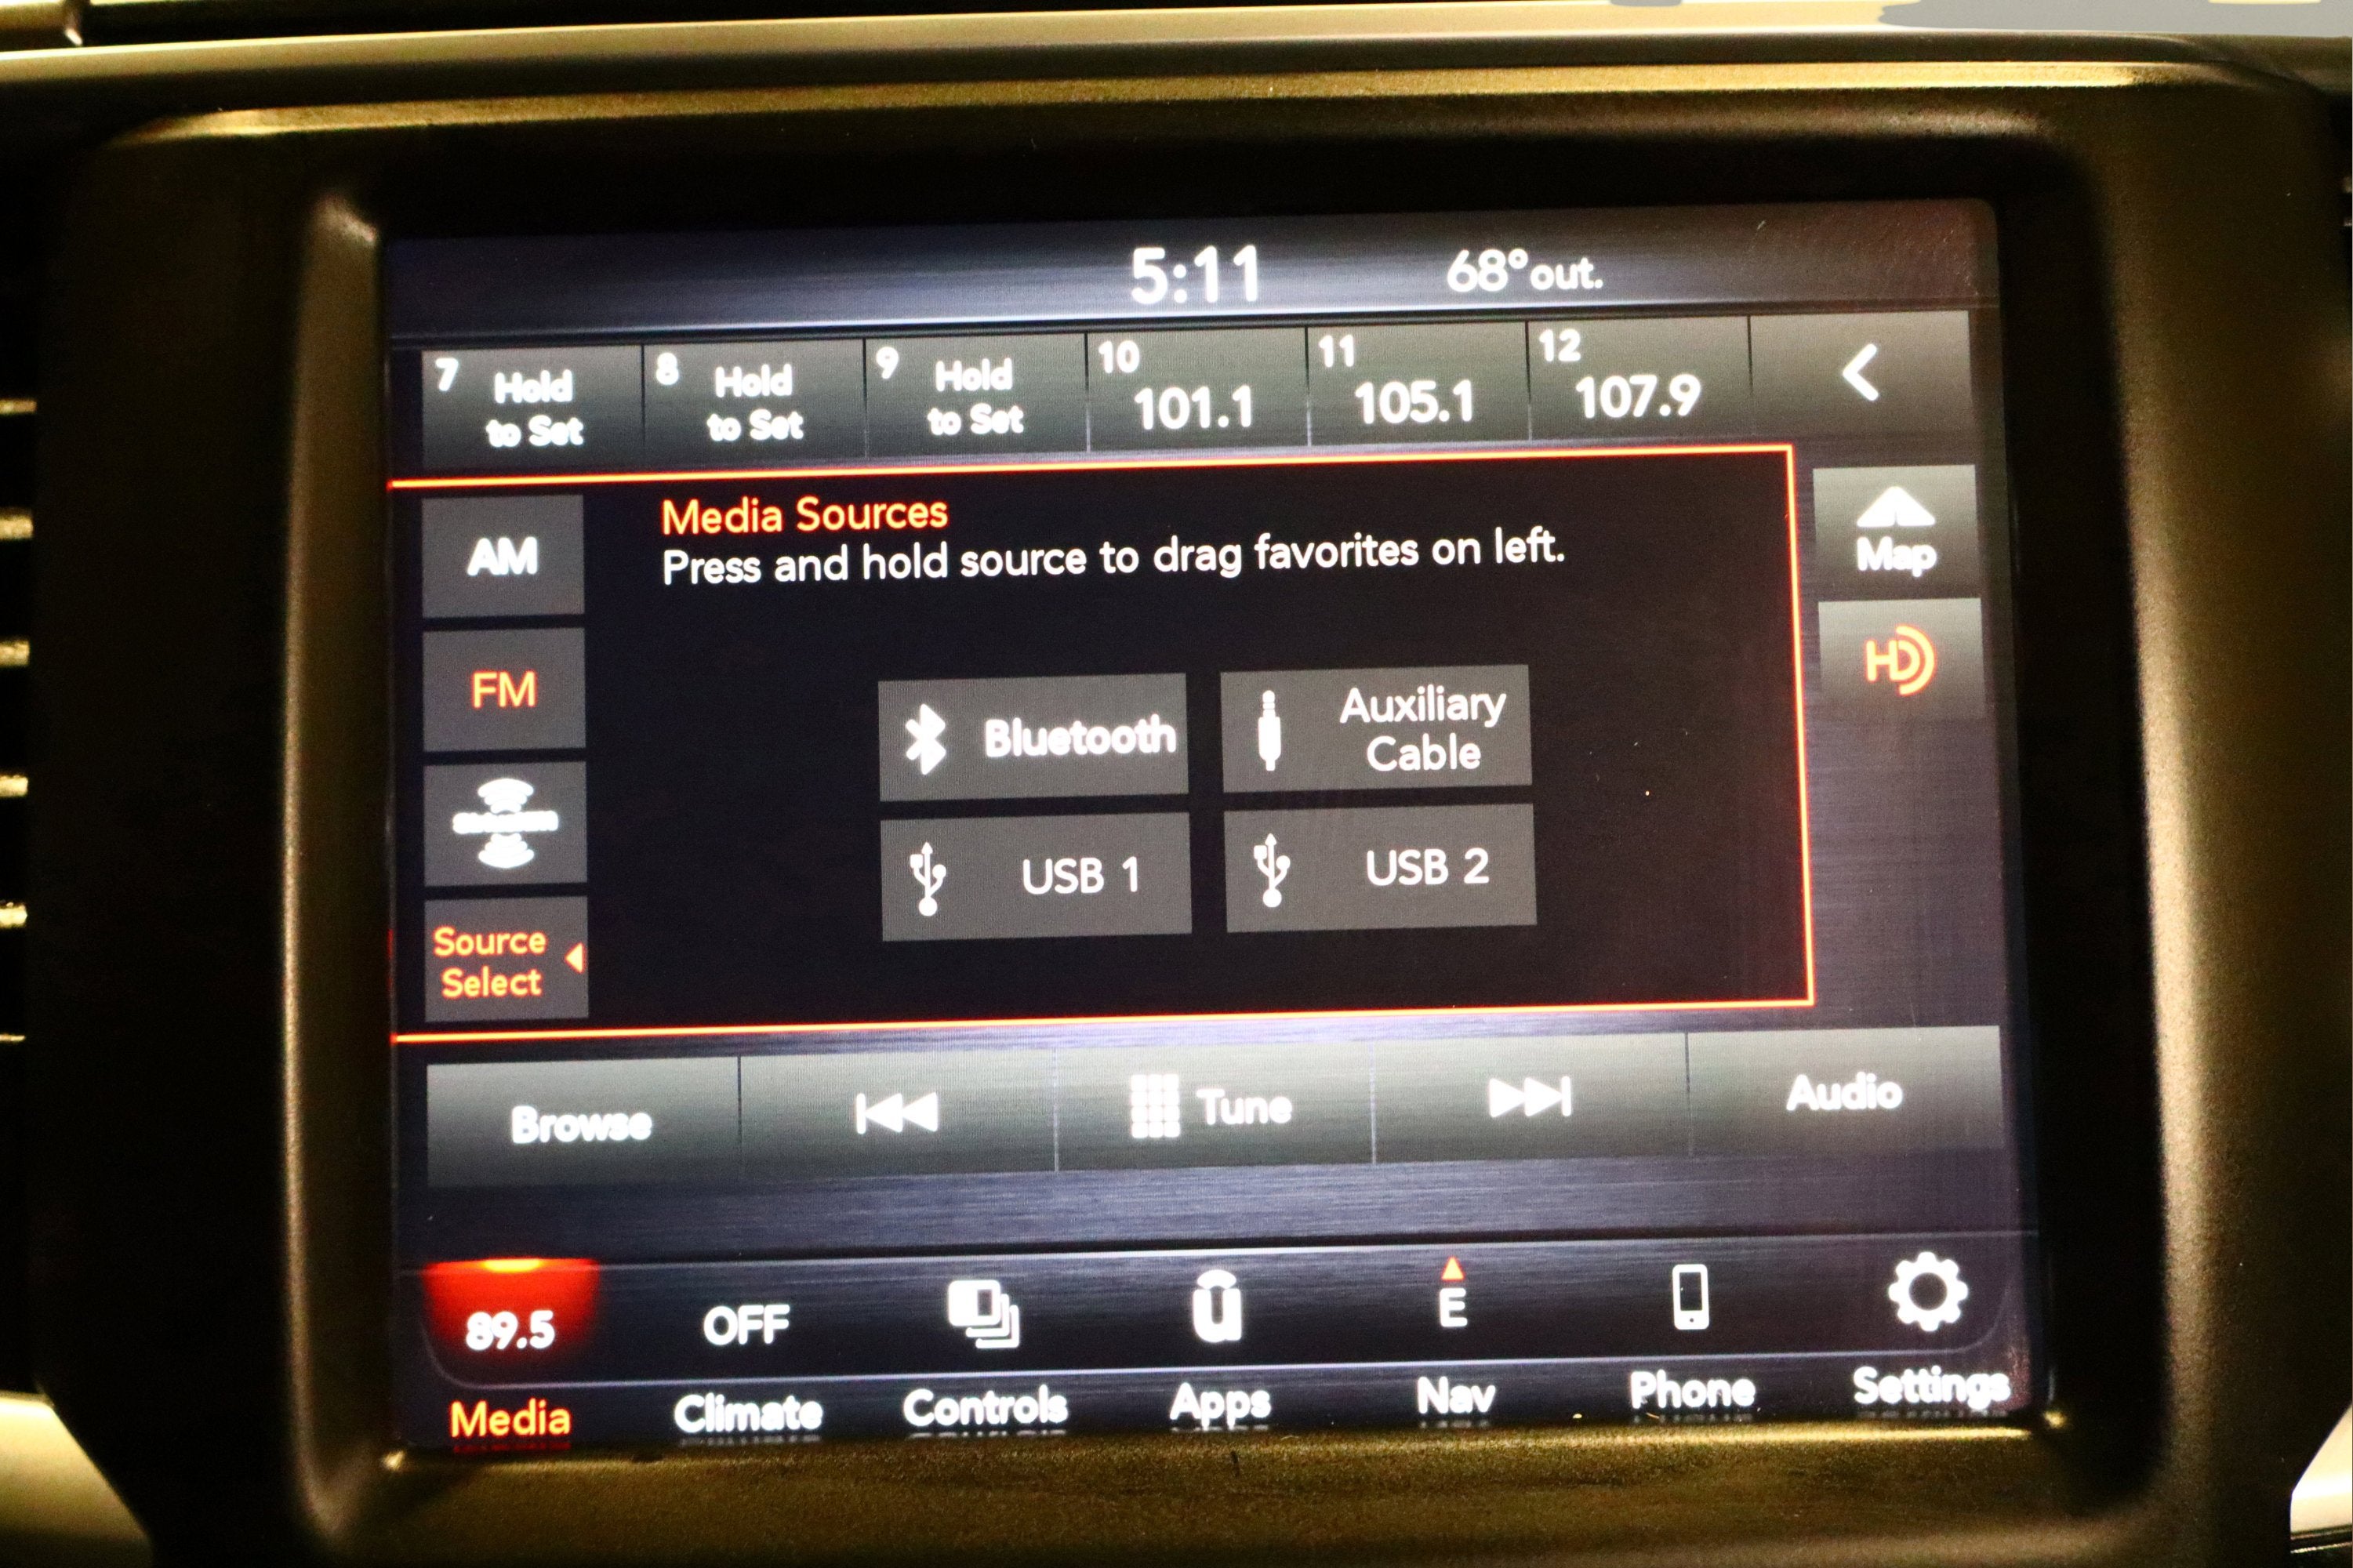 5:11 68°out.
7 Hold to Set
8 Hold to Set
9 Hold to Set
10 101.1
11 105.1
12 107.9
Media Sources
Press and hold source to drag favorites on left.
AM
FM
Source
Select
Bluetooth
Auxiliary
Cable
USB 1
USB 2
Map
HD
Browse
Tune
Audio
89.5 OFF E
Media Climate Controls Apps Nav Phone Settings